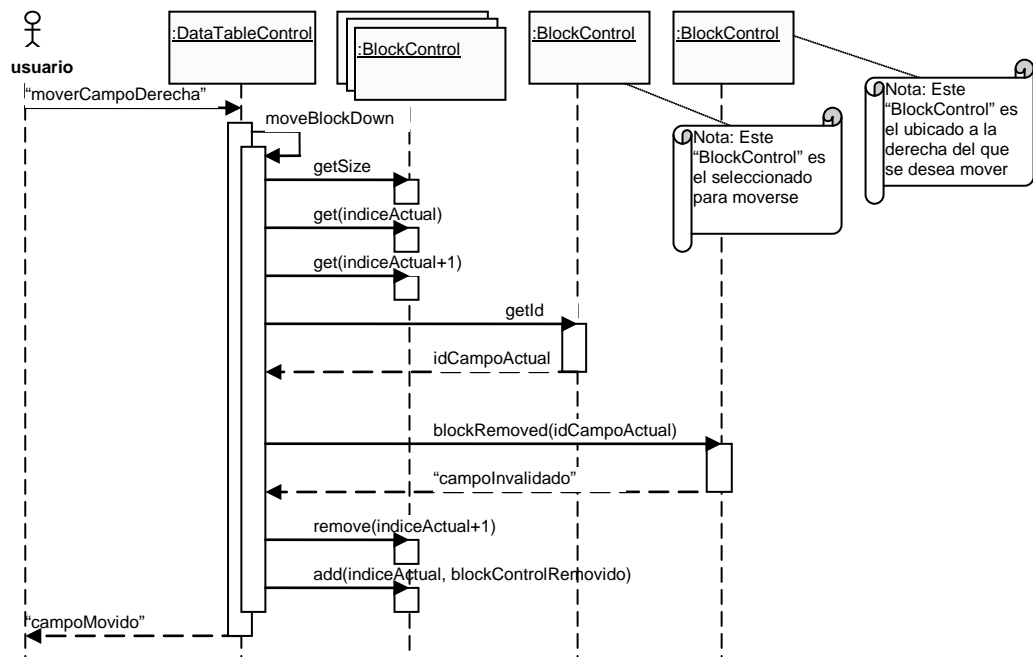 :DataTableControl
:BlockControl
:BlockControl
:BlockControl
usuario
“moverCampoDerecha”
moveBlockDown
Nota: Este
“BlockControl” es
el ubicado a la
derecha del que
se desea mover
Nota: Este
“BlockControl” es
el seleccionado
para moverse
getSize
get(indiceActual)
get(indiceActual+1)
getId
idCampoActual
blockRemoved(idCampoActual)
“campoInvalidado”
remove(indiceActual+1)
add(indiceActual, blockControlRemovido)
“campoMovido”